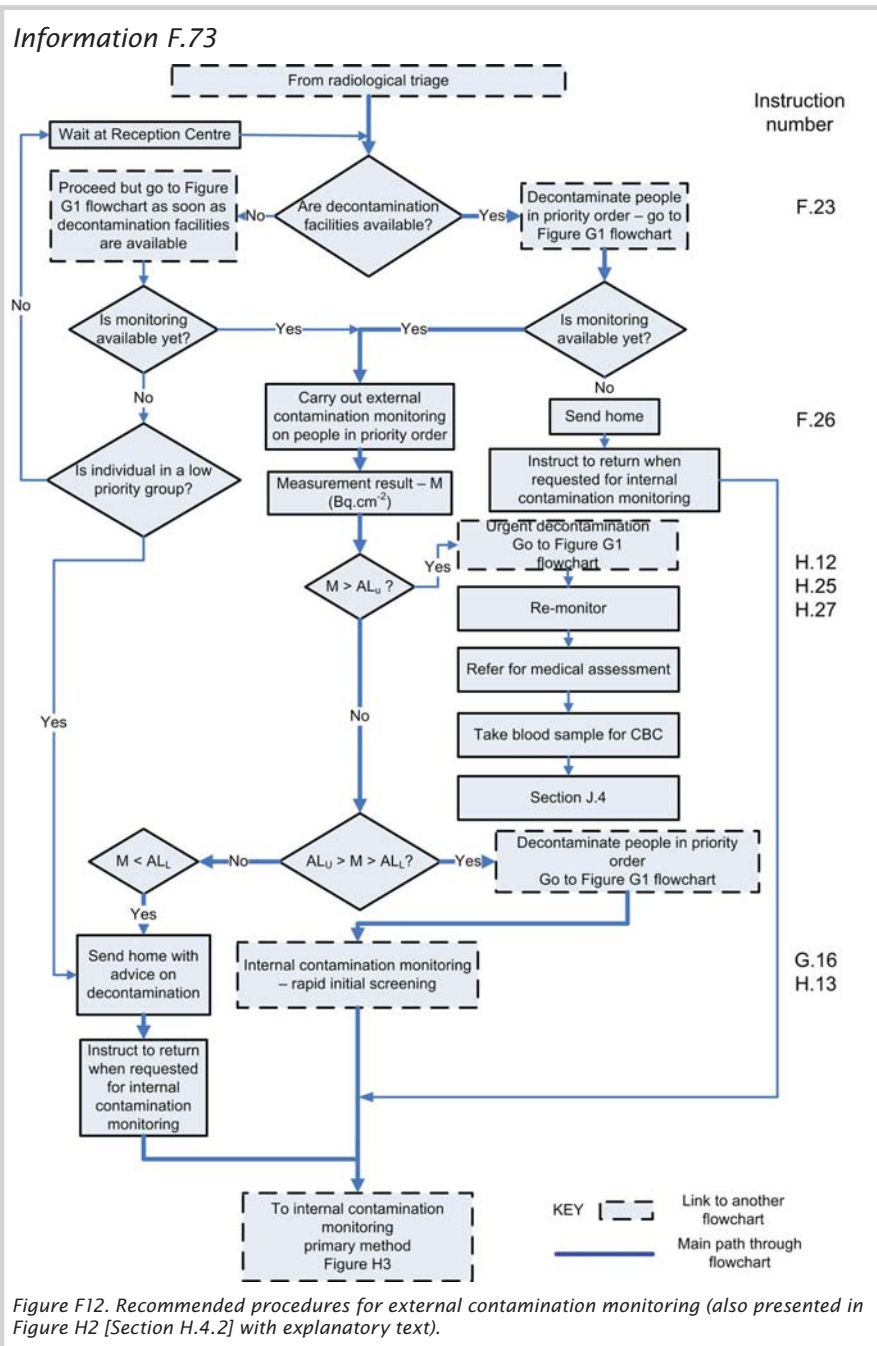 Information F.73
From radiological triage
Instruction
number
Wait at Reception Centre
Proceed but go to Figure
G1 flowchart as soon as
decontamination facilities
are available
No
Are decontamination
facilities available?
Yes
Decontaminate people
in priority order – go to
Figure G1 flowchart
F.23
No
Is monitoring
available yet?
Yes
Yes
Is monitoring
available yet?
No
No
Carry out external
contamination monitoring
on people in priority order
Send home
F.26
Is individual in a low
priority group?
Measurement result – M
(Bq.cm-2)
Instruct to return when
requested for internal
contamination monitoring
Urgent decontamination
Go to Figure G1
flowchart
M > ALu ?
Yes
H.12
H.25
H.27
Re-monitor
Refer for medical assessment
Yes
No
Take blood sample for CBC
Section J.4
M < ALL
No
ALU > M > ALL?
Yes
Decontaminate people in priority
order
Go to Figure G1 flowchart
Yes
Send home with
advice on
decontamination
Internal contamination monitoring
– rapid initial screening
G.16
H.13
Instruct to return
when requested
for internal
contamination
monitoring
To internal contamination
monitoring
primary method
Figure H3
KEY
Link to another
flowchart
Main path through
flowchart
Figure F12. Recommended procedures for external contamination monitoring (also presented in
Figure H2 [Section H.4.2] with explanatory text).